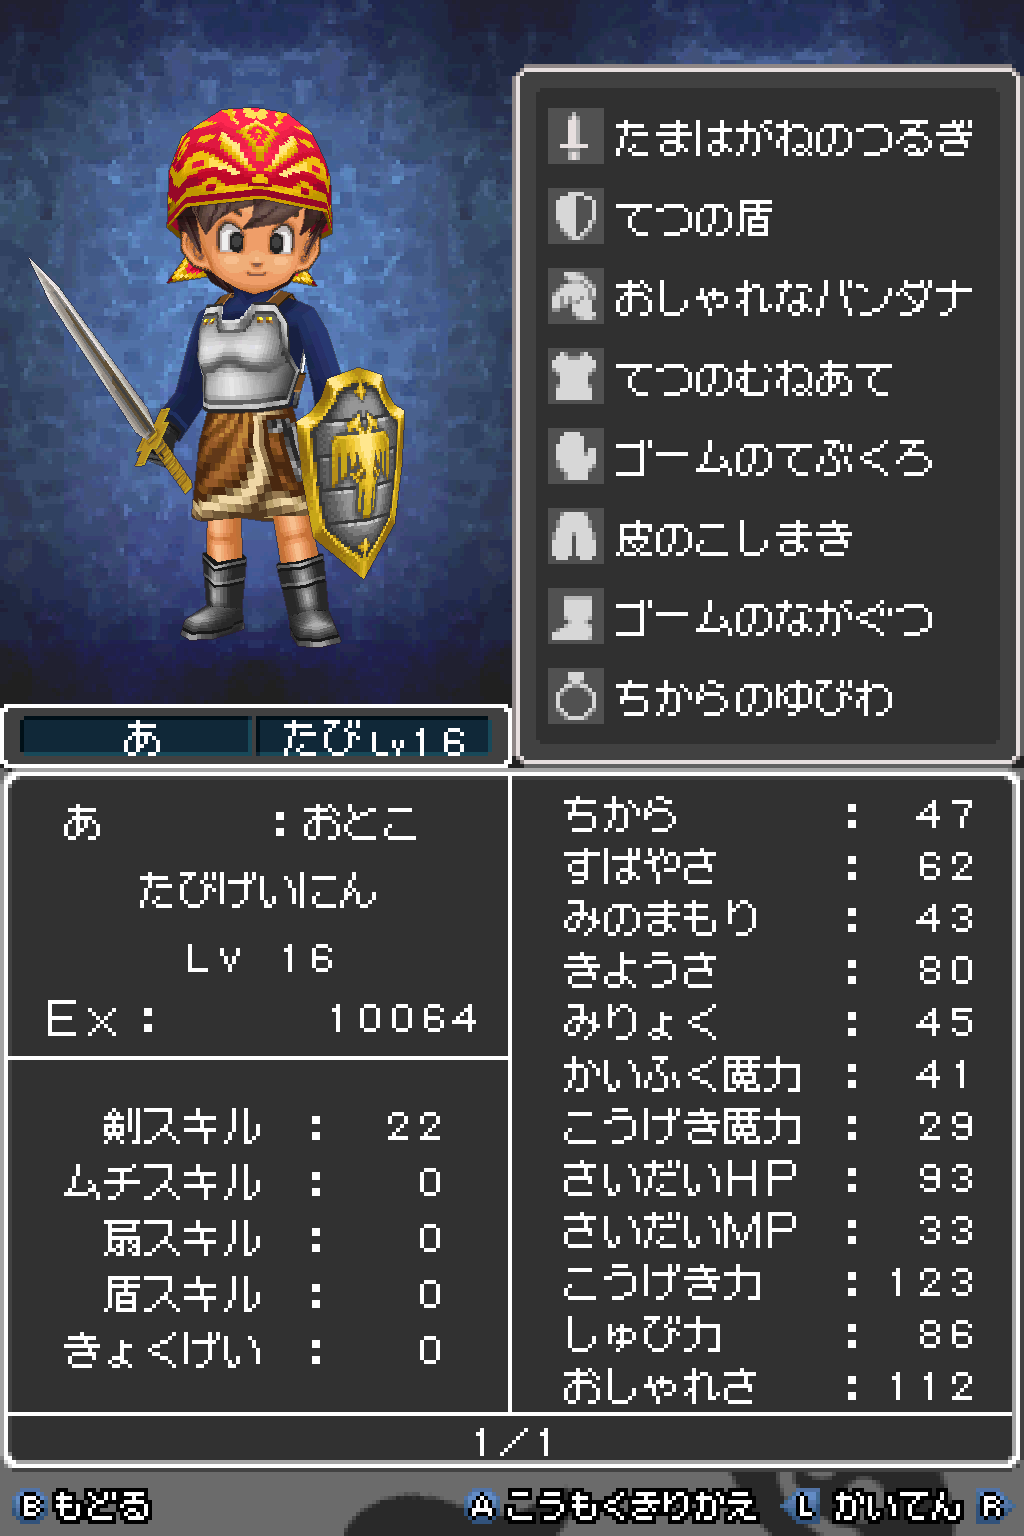 たまはがねのつるぎ
てつの盾
おしゃれなバンダナ
てつのむねあて
ゴームのてぶくろ
皮のこしまき
ゴームのながぐつ
ちからのゆびわ
あ たび Lv16
あ :おとこ
たびげいにん
Lv 16
Ex: 10064
剣スキル : 22
ムチスキル : 0
扇スキル : 0
盾スキル : 0
きょくげい : 0
ちから : 47
すばやさ : 62
みのまもり : 43
きようさ : 80
みりょく : 45
かいふく魔力 : 41
こうげき魔力 : 29
さいだいHP : 93
さいだいMP : 33
こうげき力 : 123
しゅび力 : 86
おしゃれさ : 112
1/1
B もどる A こうもくきりかえ L かいてん R